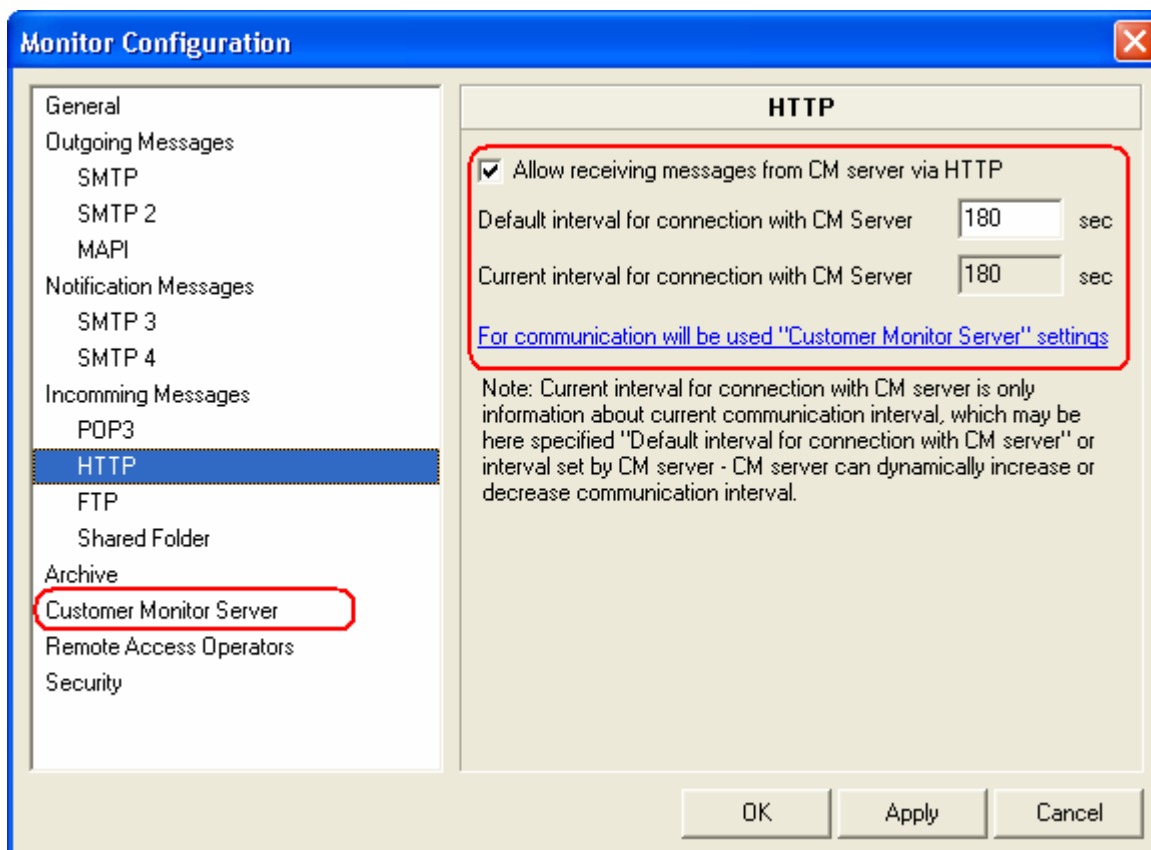 Monitor Configuration
General
Outgoing Messages
SMTP
SMTP 2
MAPI
Notification Messages
SMTP 3
SMTP 4
Incomming Messages
POP3
HTTP
FTP
Shared Folder
Archive
Customer Monitor Server
Remote Access Operators
Security
HTTP
Allow receiving messages from CM server via HTTP
Default interval for connection with CM Server 180 sec
Current interval for connection with CM Server 180 sec
For communication will be used "Customer Monitor Server" settings
Note: Current interval for connection with CM server is only
information about current communication interval, which may be
here specified "Default interval for connection with CM server" or
interval set by CM server - CM server can dynamically increase or
decrease communication interval.
OK Apply Cancel